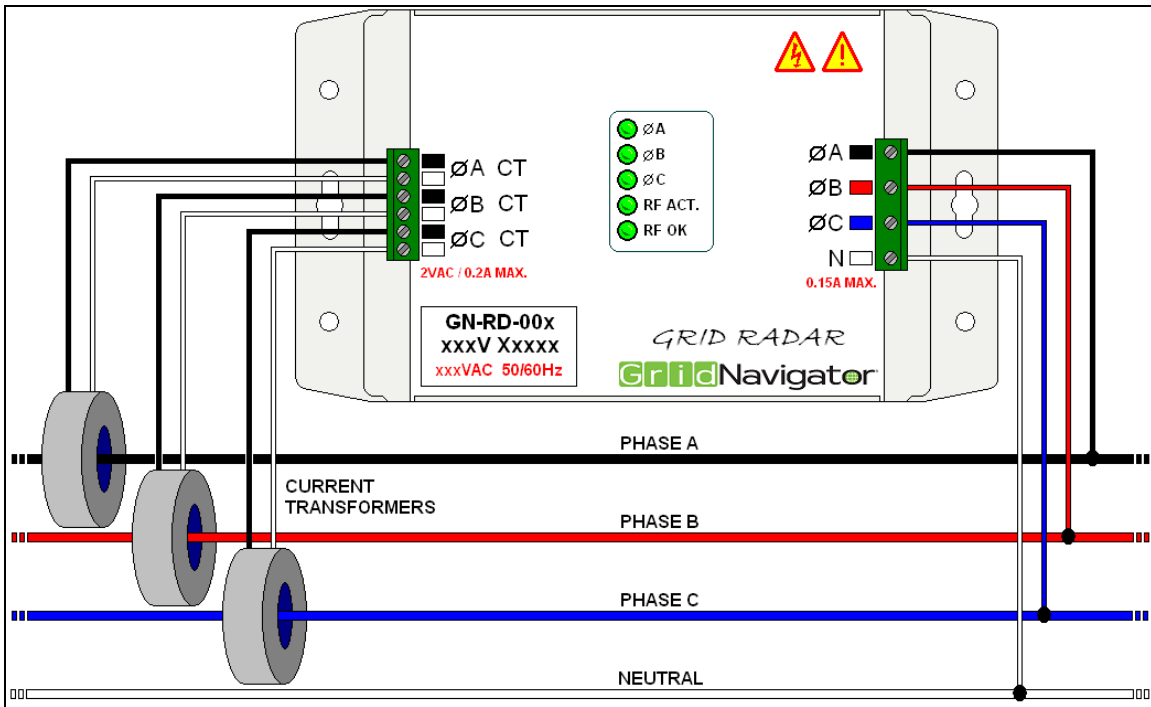 ØA CT
ØB CT
ØC CT
2VAC / 0.2A MAX.
ØA
ØB
ØC
RF ACT.
RF OK
ØA
ØB
ØC
N
0.15A MAX.
GN-RD-00x
xxxV Xxxxx
xxxVAC 50/60Hz
GRID RADAR
GridNavigator
PHASE A
CURRENT
TRANSFORMERS
PHASE B
PHASE C
NEUTRAL